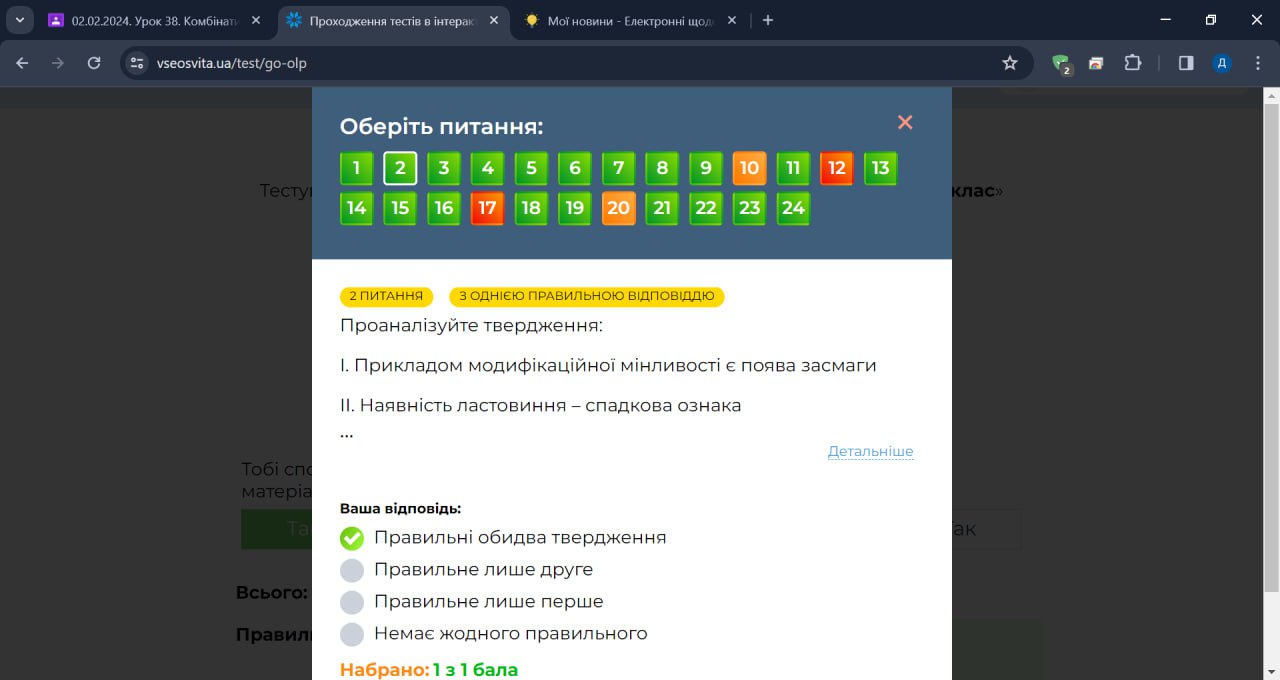 02.02.2024. Урок 38. Комбінати
Проходження тестів в інтерак
Мої новини - Електронні щод
vseosvita.ua/test/go-olp
2
Д
Оберіть питання:
1 2 3 4 5 6 7 8 9 10 11 12 13
14 15 16 17 18 19 20 21 22 23 24
Тесту
клас»
2 ПИТАННЯ
З ОДНІЄЮ ПРАВИЛЬНОЮ ВІДПОВІДДЮ
Проаналізуйте твердження:
I. Прикладом модифікаційної мінливості є поява засмаги
II. Наявність ластовиння – спадкова ознака
...
Детальніше
Тобі спо
матеріа
Та
ак
Ваша відповідь:
Правильні обидва твердження
Правильне лише друге
Правильне лише перше
Немає жодного правильного
Всього:
Правил
Набрано: 1 з 1 бала